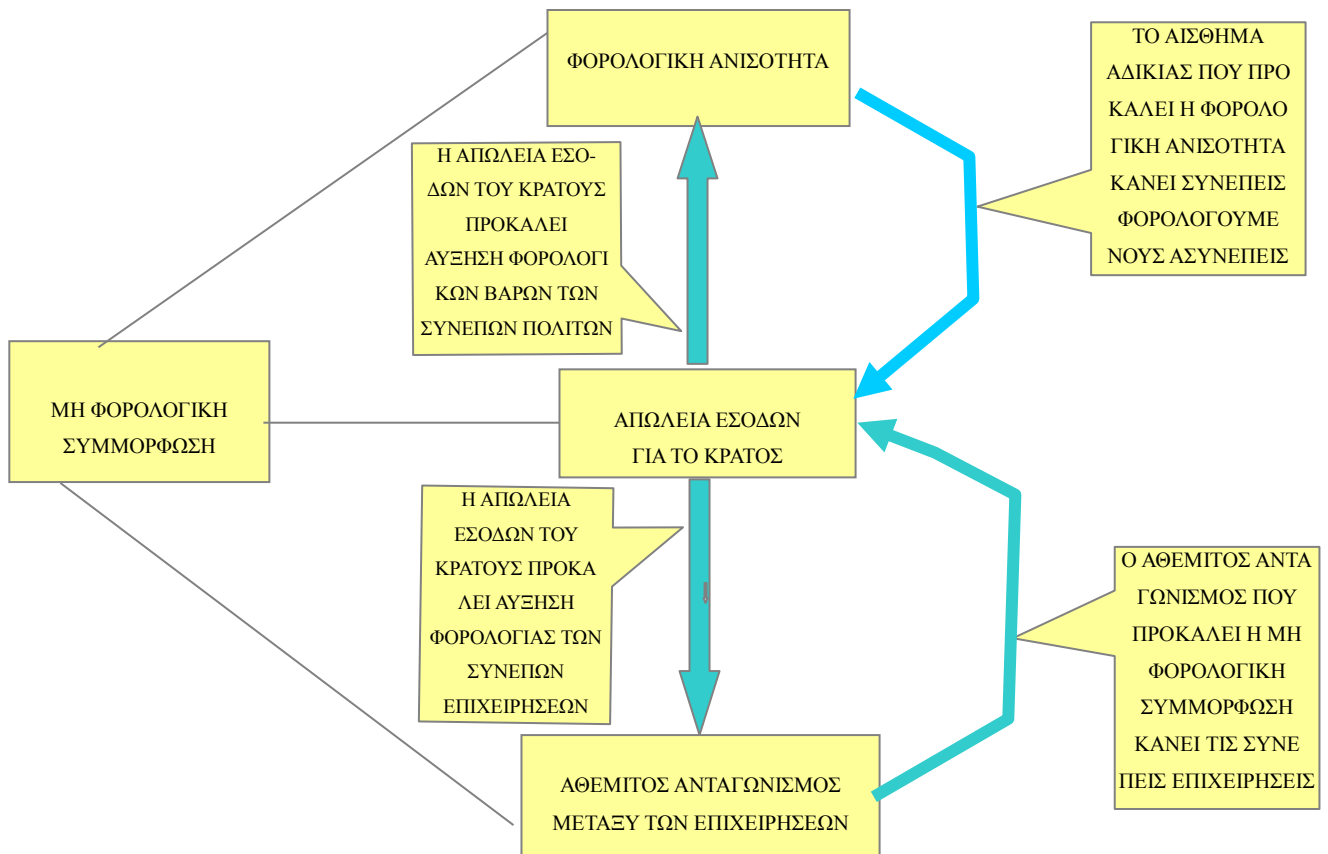 ΦΟΡΟΛΟΓΙΚΗ ΑΝΙΣΟΤΗΤΑ
ΤΟ ΑΙΣΘΗΜΑ
ΑΔΙΚΙΑΣ ΠΟΥ ΠΡΟ
ΚΑΛΕΙ Η ΦΟΡΟΛΟ
ΓΙΚΗ ΑΝΙΣΟΤΗΤΑ
ΚΑΝΕΙ ΣΥΝΕΠΕΙΣ
ΦΟΡΟΛΟΓΟΥΜΕ
ΝΟΥΣ ΑΣΥΝΕΠΕΙΣ
Η ΑΠΩΛΕΙΑ ΕΣΟ-
ΔΩΝ ΤΟΥ ΚΡΑΤΟΥΣ
ΠΡΟΚΑΛΕΙ
ΑΥΞΗΣΗ ΦΟΡΟΛΟΓΙ
ΚΩΝ ΒΑΡΩΝ ΤΩΝ
ΣΥΝΕΠΩΝ ΠΟΛΙΤΩΝ
ΜΗ ΦΟΡΟΛΟΓΙΚΗ
ΣΥΜΜΟΡΦΩΣΗ
ΑΠΩΛΕΙΑ ΕΣΟΔΩΝ
ΓΙΑ ΤΟ ΚΡΑΤΟΣ
Η ΑΠΩΛΕΙΑ
ΕΣΟΔΩΝ ΤΟΥ
ΚΡΑΤΟΥΣ ΠΡΟΚΑ
ΛΕΙ ΑΥΞΗΣΗ
ΦΟΡΟΛΟΓΙΑΣ ΤΩΝ
ΣΥΝΕΠΩΝ
ΕΠΙΧΕΙΡΗΣΕΩΝ
Ο ΑΘΕΜΙΤΟΣ ΑΝΤΑ
ΓΩΝΙΣΜΟΣ ΠΟΥ
ΠΡΟΚΑΛΕΙ Η ΜΗ
ΦΟΡΟΛΟΓΙΚΗ
ΣΥΜΜΟΡΦΩΣΗ
ΚΑΝΕΙ ΤΙΣ ΣΥΝΕ
ΠΕΙΣ ΕΠΙΧΕΙΡΗΣΕΙΣ
ΑΘΕΜΙΤΟΣ ΑΝΤΑΓΩΝΙΣΜΟΣ
ΜΕΤΑΞΥ ΤΩΝ ΕΠΙΧΕΙΡΗΣΕΩΝ